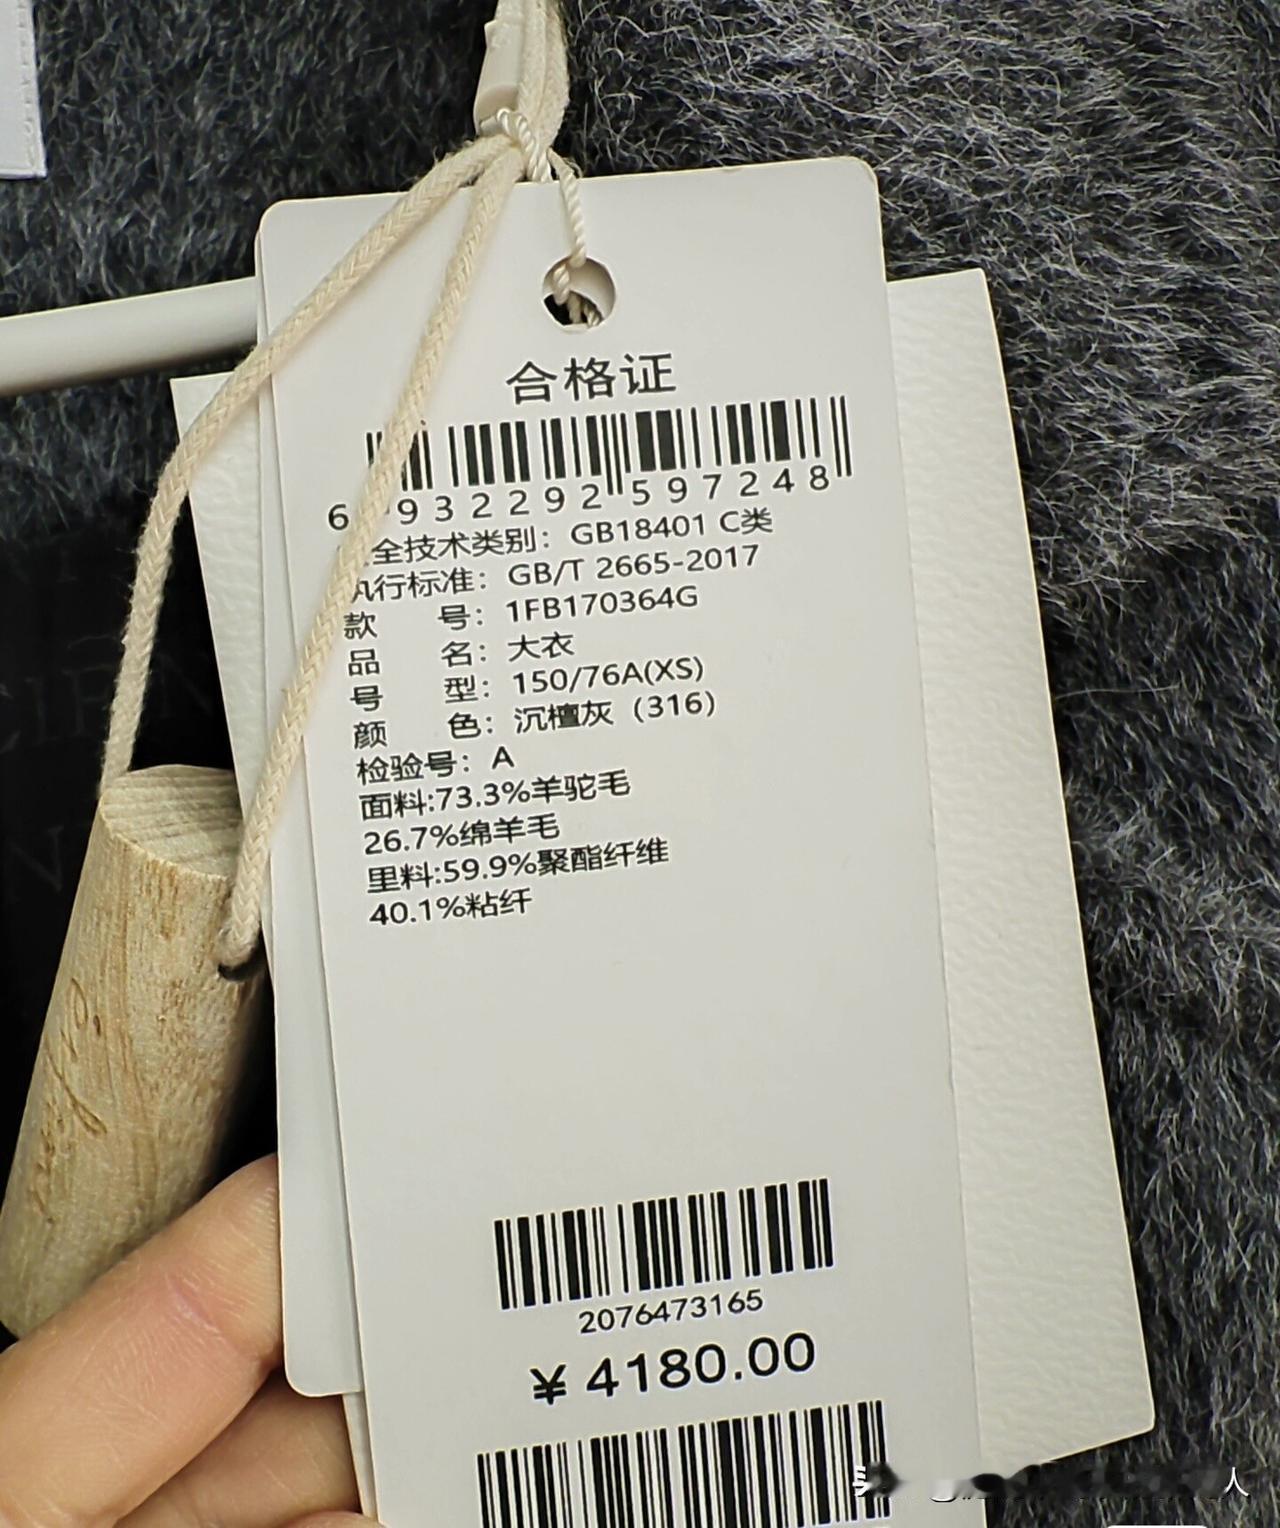 合格证
6 932292 597248
全技术类别：GB18401 C类
执行标准：GB/T 2665-2017
款 号：1FB170364G
品 名：大衣
号 型：150/76A(XS)
颜 色：沉檀灰（316）
检验号：A
面料:73.3%羊驼毛
26.7%绵羊毛
里料:59.9%聚酯纤维
40.1%粘纤
2076473165
¥ 4180.00
人